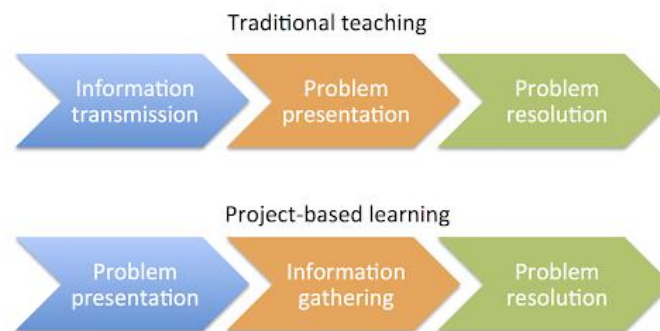 Traditional teaching
Information
transmission
Problem
presentation
Problem
resolution
Project-based learning
Problem
presentation
Information
gathering
Problem
resolution